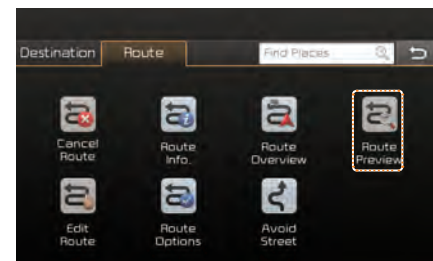 Destination
Route
Find Places
Cancel
Route
Route
Info.
Route
Overview
Route
Preview
Edit
Route
Route
Options
Avoid
Street